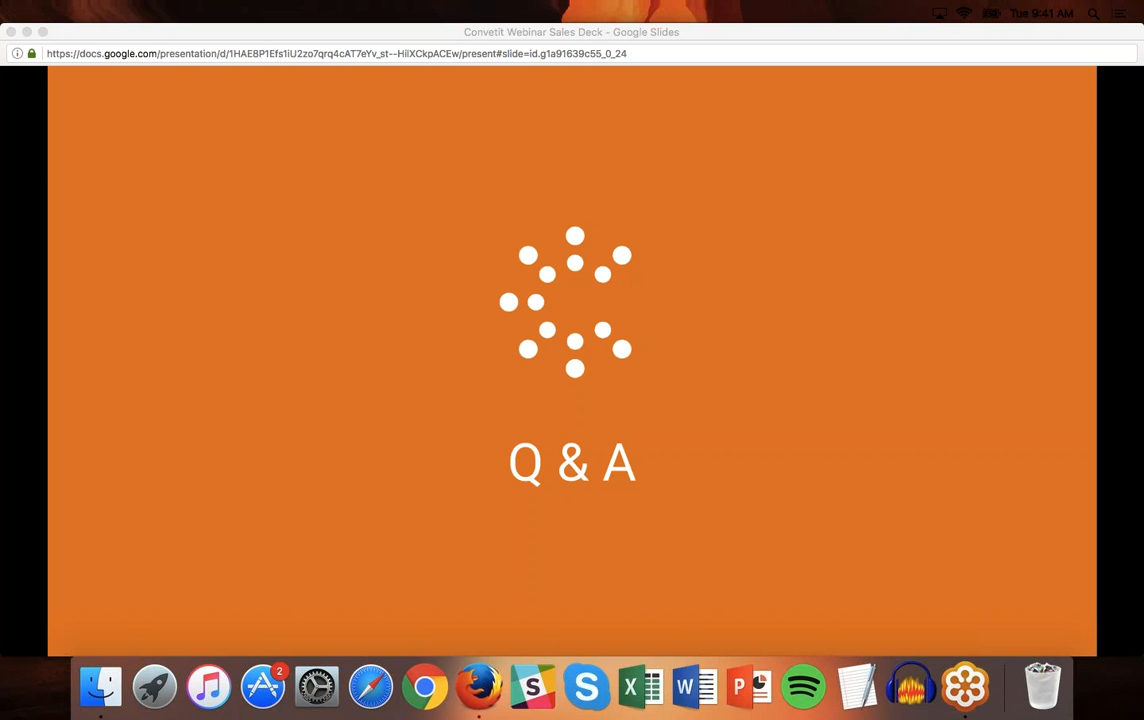 Tue 9:41 AM
Convetit Webinar Sales Deck - Google Slides
https://docs.google.com/presentation/d/1HAE8P1Efs1iU2zo7qrq4cAT7eYv_st--HilXCkpACEw/present#slide=id.g1a91639c55_0_24
Q & A
2